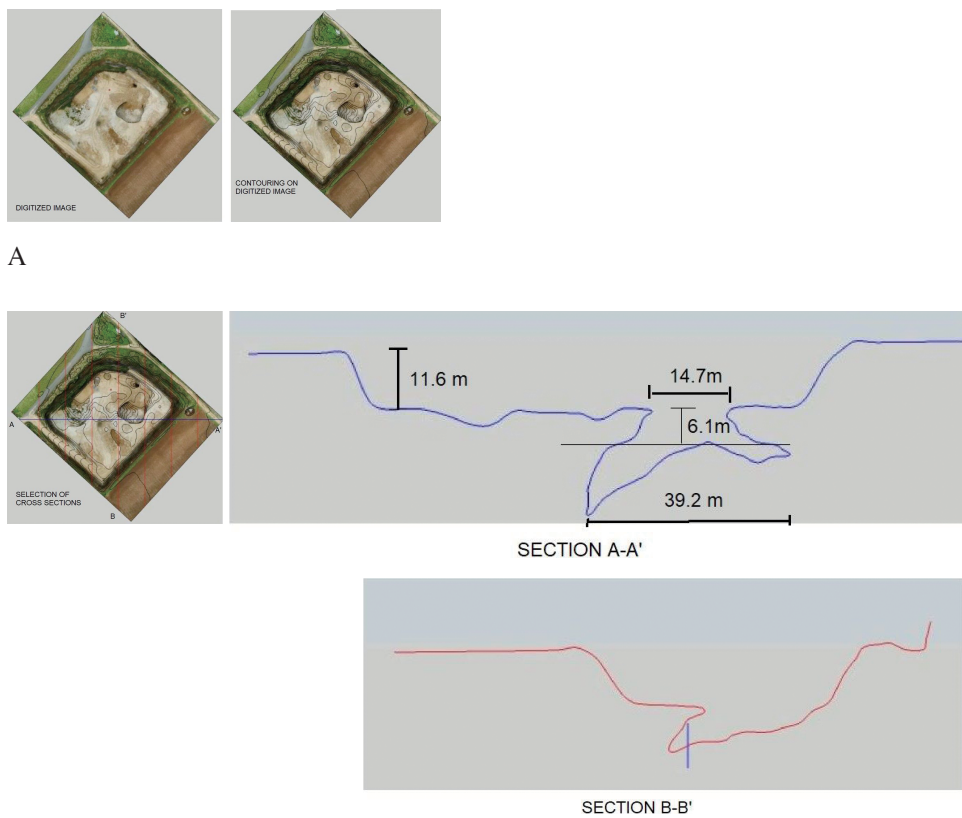 DIGITIZED IMAGE
CONTOURING ON
DIGITIZED IMAGE
A
B'
A
A'
SELECTION OF
CROSS SECTIONS
B
11.6 m
14.7m
6.1m
39.2 m
SECTION A-A'
SECTION B-B'